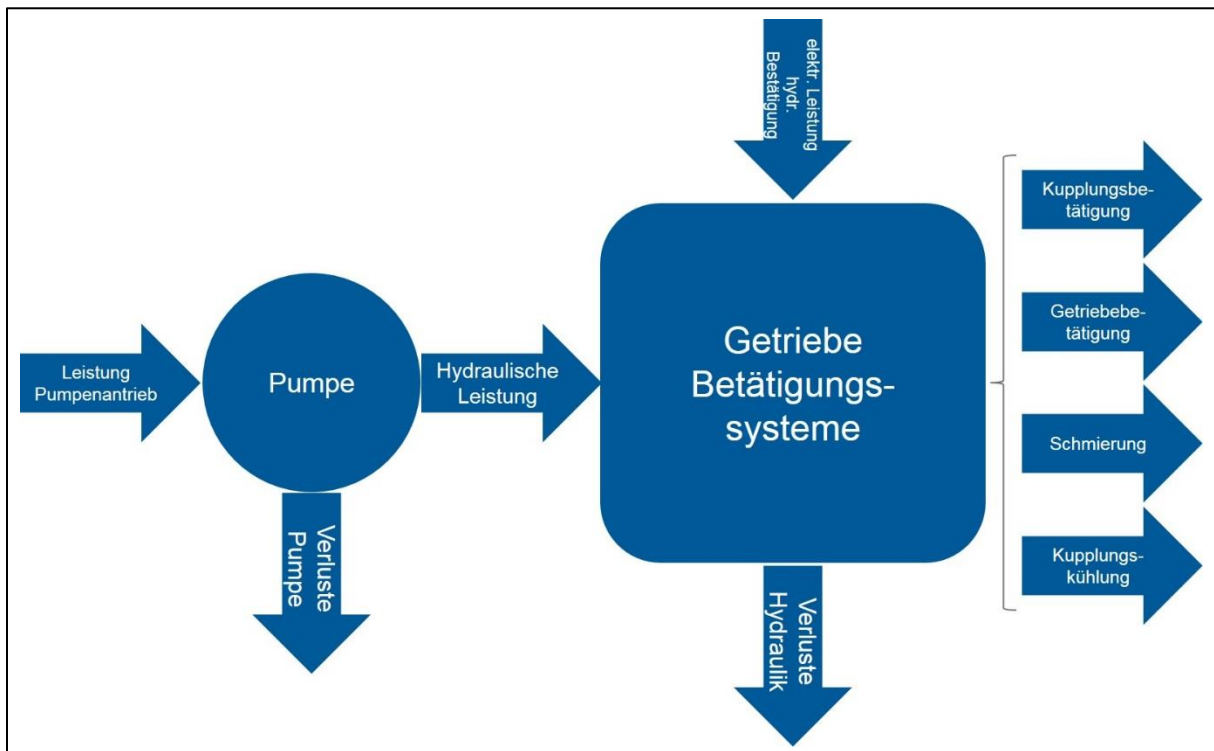 elektr. Leistung
hydr.
Bestätigung
Kupplungsbe-
tätigung
Getriebebe-
tätigung
Schmierung
Kupplungs-
kühlung
Leistung
Pumpenantrieb
Pumpe
Hydraulische
Leistung
Getriebe
Betätigungs-
systeme
Verluste
Pumpe
Verluste
Hydraulik